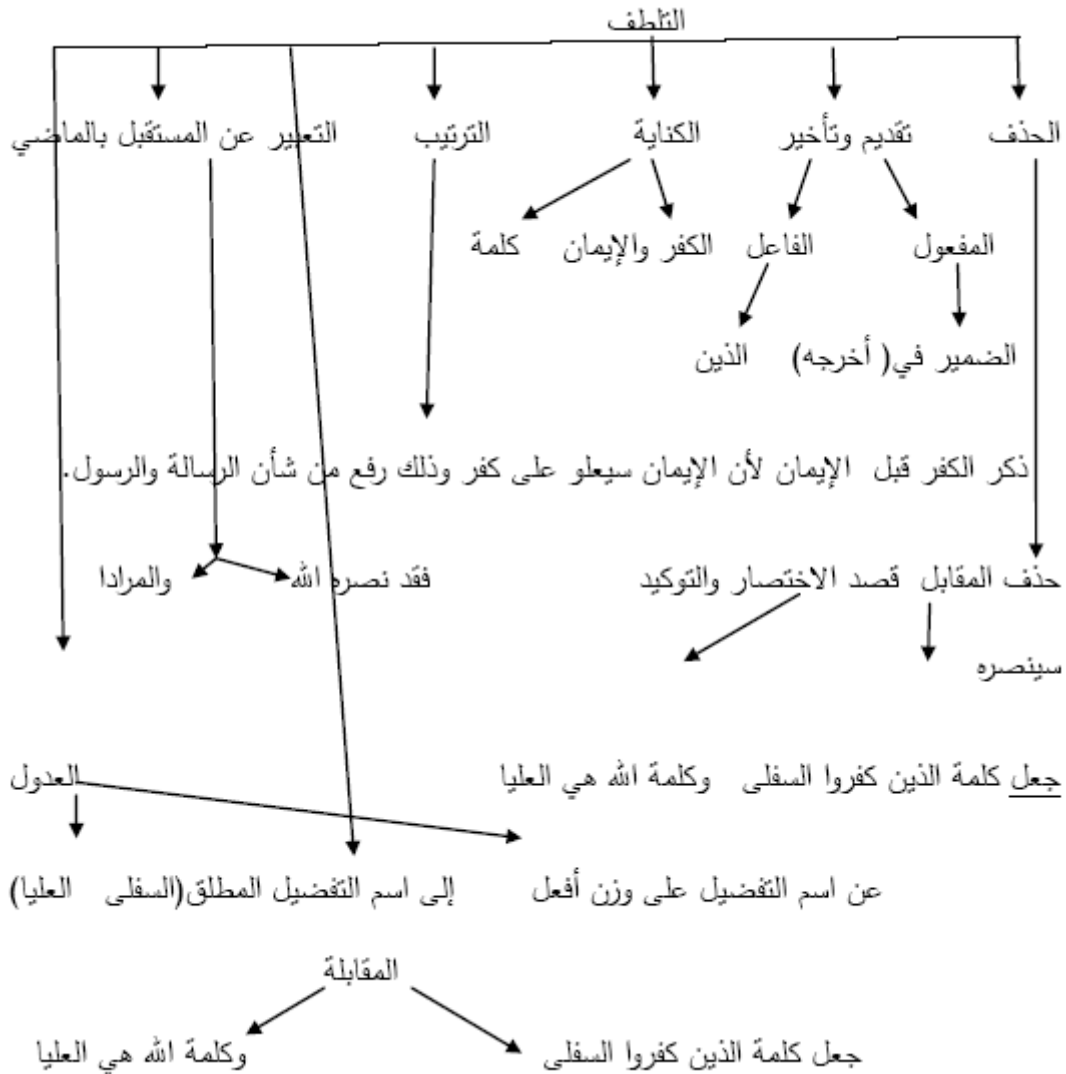 التلطف
الحذف تقديم وتأخير الكناية الترتيب التعبير عن المستقبل بالماضي
المفعول الفاعل الكفر والإيمان كلمة
الضمير في( أخرجه) الذين
ذكر الكفر قبل الإيمان لأن الإيمان سيعلو على كفر وذلك رفع من شأن الرسالة والرسول.
حذف المقابل قصد الاختصار والتوكيد فقد نصره الله والمرادا
سينصره
جعل كلمة الذين كفروا السفلى وكلمة الله هي العليا العدول
عن اسم التفضيل على وزن أفعل إلى اسم التفضيل المطلق(السفلى العليا)
المقابلة
جعل كلمة الذين كفروا السفلى وكلمة الله هي العليا